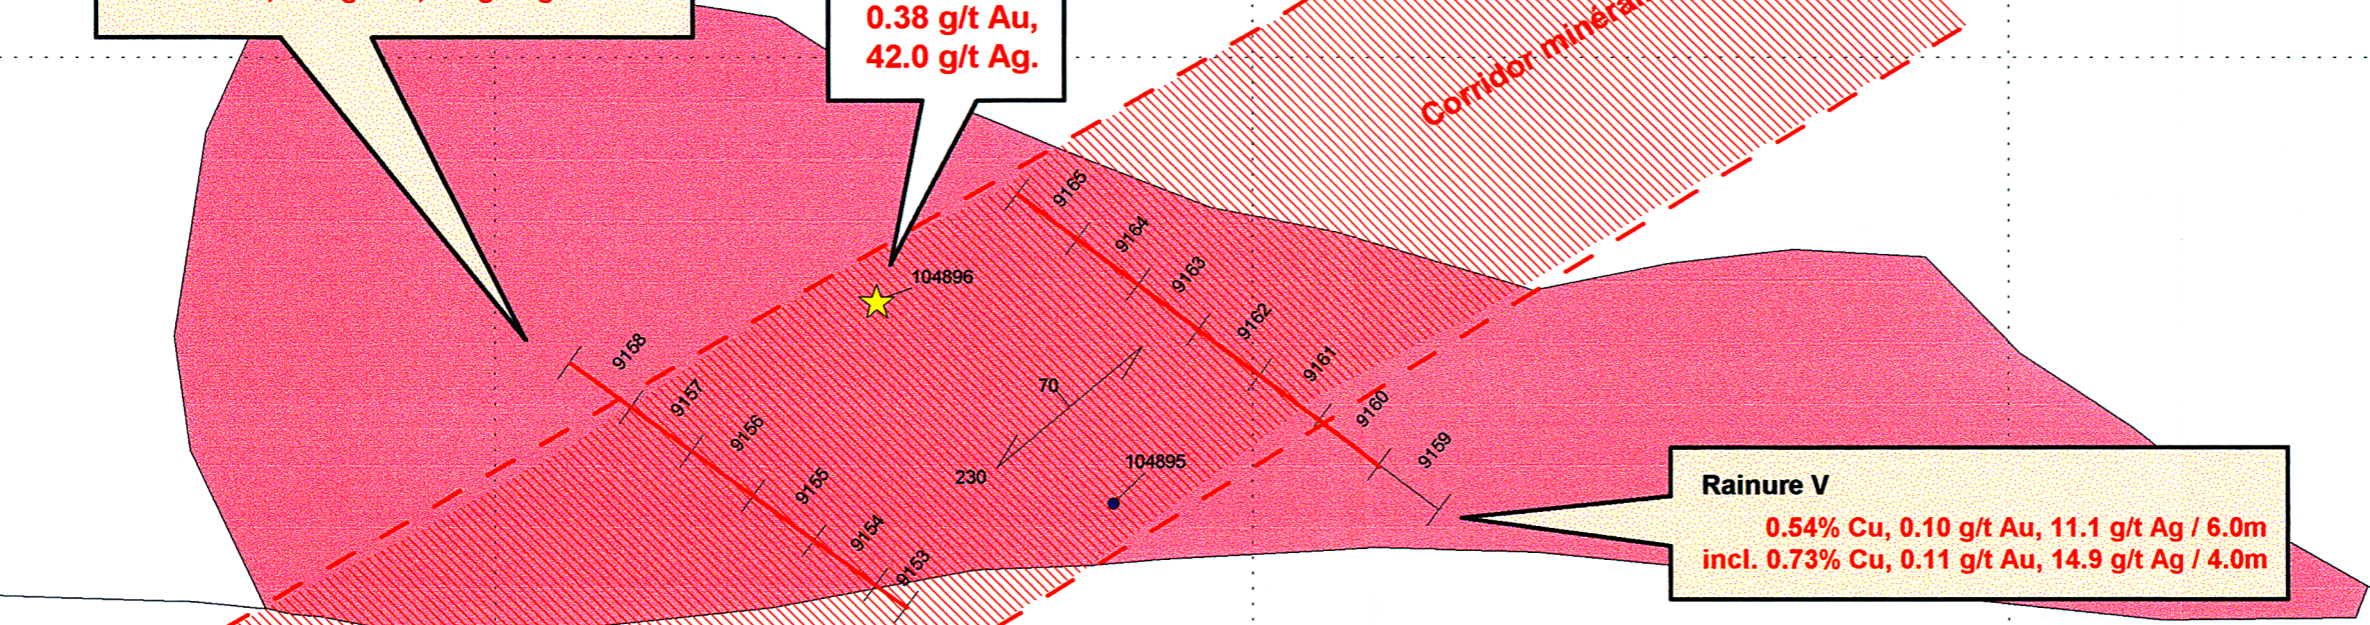 0.38 g/t Au,
42.0 g/t Ag.
Corridor
9165
9164
9163
9162
9161
9160
9159
104896
9158
9157
9156
9155
9154
9153
70
230
104895
Rainure V
0.54% Cu, 0.10 g/t Au, 11.1 g/t Ag / 6.0m
incl. 0.73% Cu, 0.11 g/t Au, 14.9 g/t Ag / 4.0m